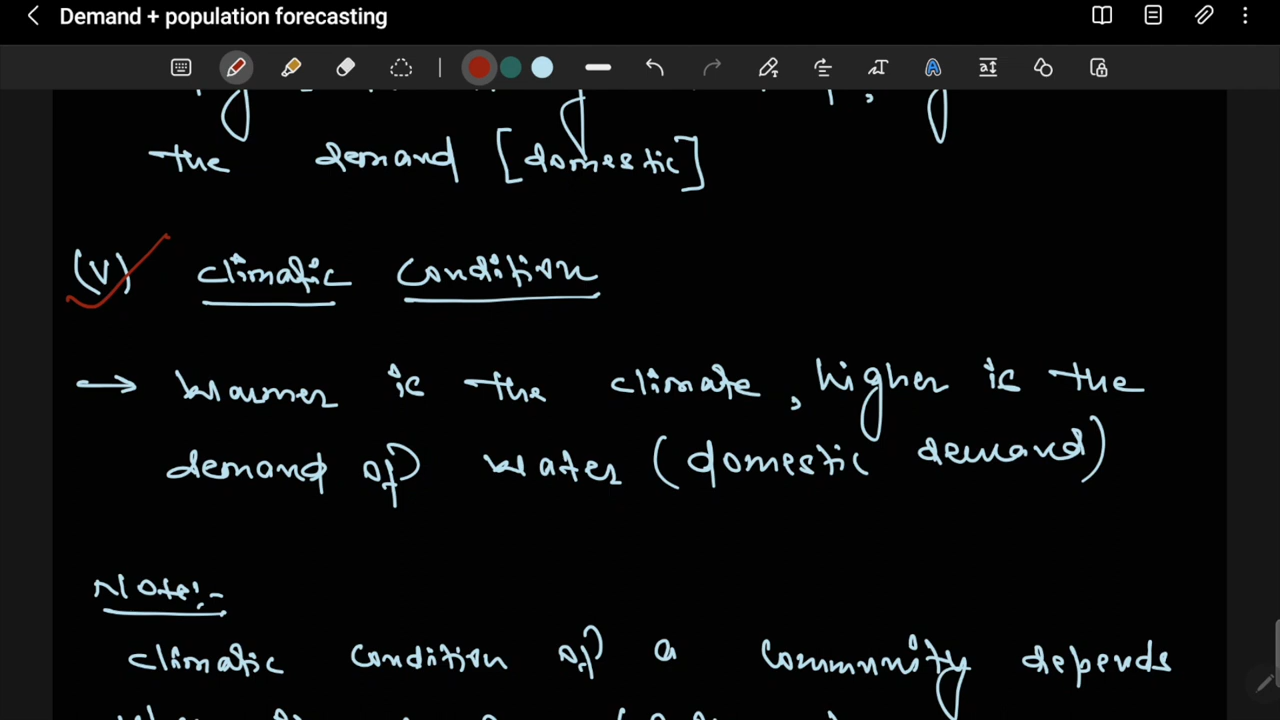 Demand + population forecasting
the demand [domestic]
(v) climatic condition
→ Warmer is the climate, higher is the
demand of water (domestic demand)
Note:-
climatic condition of a community depends